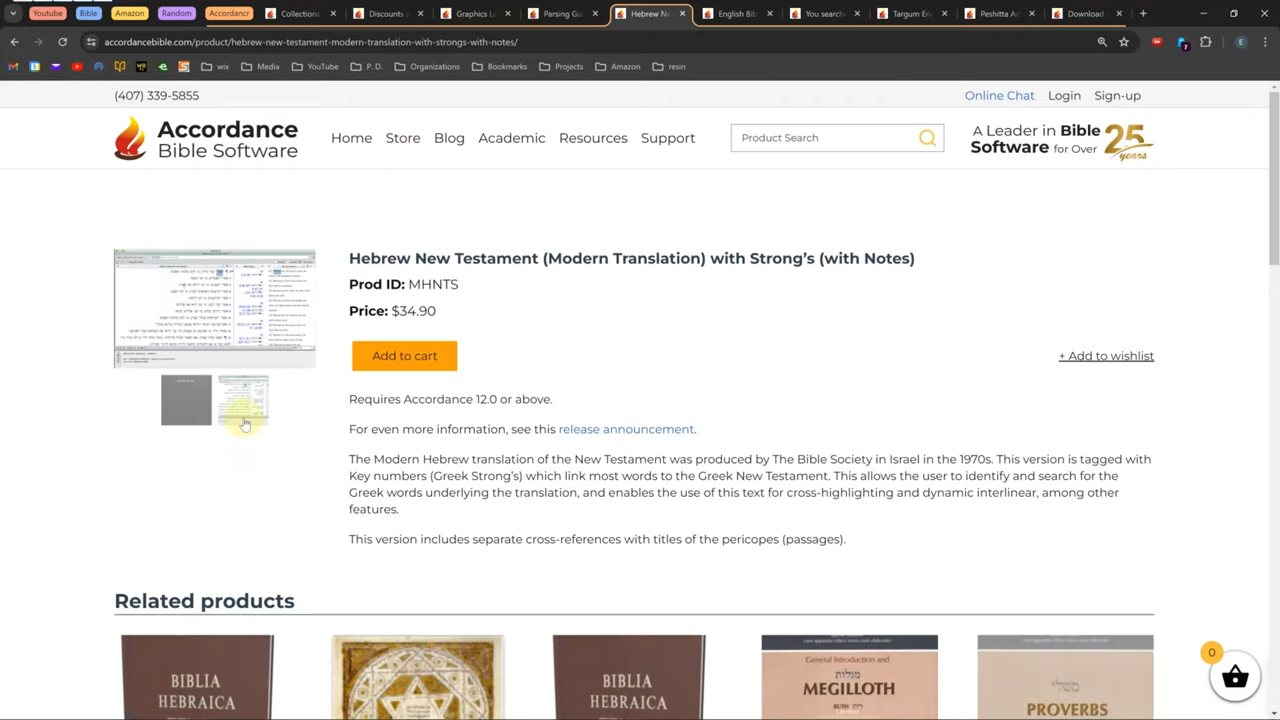 Youtube
Bible
Amazon
Random
Accordanc
Collections
Discounts
Graphics
Parsing Gu
Hebrew Ne
English
You searche
Targum En
Peshitta
Download
accordancebible.com/product/hebrew-new-testament-modern-translation-with-strongs-with-notes/
wix
Media
YouTube
P. D.
Organizations
Bookmarks
Projects
Amazon
resin
(407) 339-5855
Online Chat
Login
Sign-up
Accordance
Bible Software
Home
Store
Blog
Academic
Resources
Support
Product Search
A Leader in Bible
Software for Over
25
years
Hebrew New Testament (Modern Translation) with Strong's (with Notes)
Prod ID: MHNTS
Price:
Add to cart
+ Add to wishlist
Requires Accordance 12.0 or above.
For even more information, see this release announcement.
The Modern Hebrew translation of the New Testament was produced by The Bible Society in Israel in the 1970s. This version is tagged with
Key numbers (Greek Strong's) which link most words to the Greek New Testament. This allows the user to identify and search for the
Greek words underlying the translation, and enables the use of this text for cross-highlighting and dynamic interlinear, among other
features.
This version includes separate cross-references with titles of the pericopes (passages).
Related products
BIBLIA
HEBRAICA
BIBLIA
HEBRAICA
General Introduction and
מגלות
MEGILLOTH
RUTH
משלי
PROVERBS
0